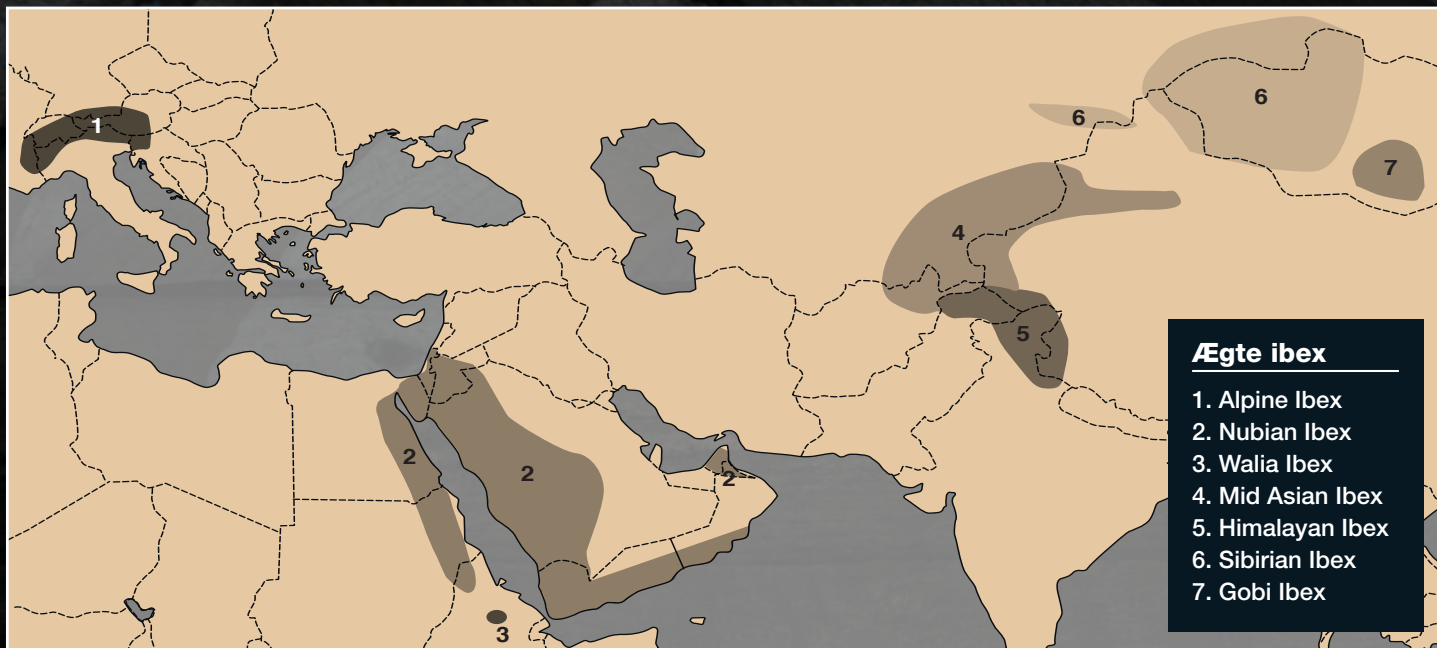 6
6
1
7
4
5
2
2
2
3
Ægte ibex
1. Alpine Ibex
2. Nubian Ibex
3. Walia Ibex
4. Mid Asian Ibex
5. Himalayan Ibex
6. Sibirian Ibex
7. Gobi Ibex